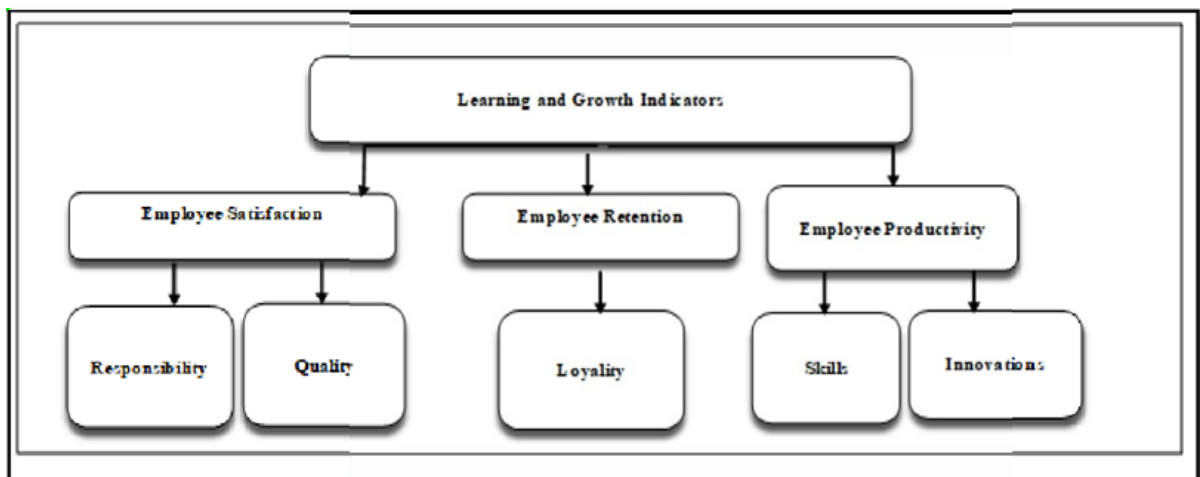 Learning and Growth Indicators
Employee Satisfaction
Employee Retention
Employee Productivity
Responsibility
Quality
Loyality
Skills
Innovations